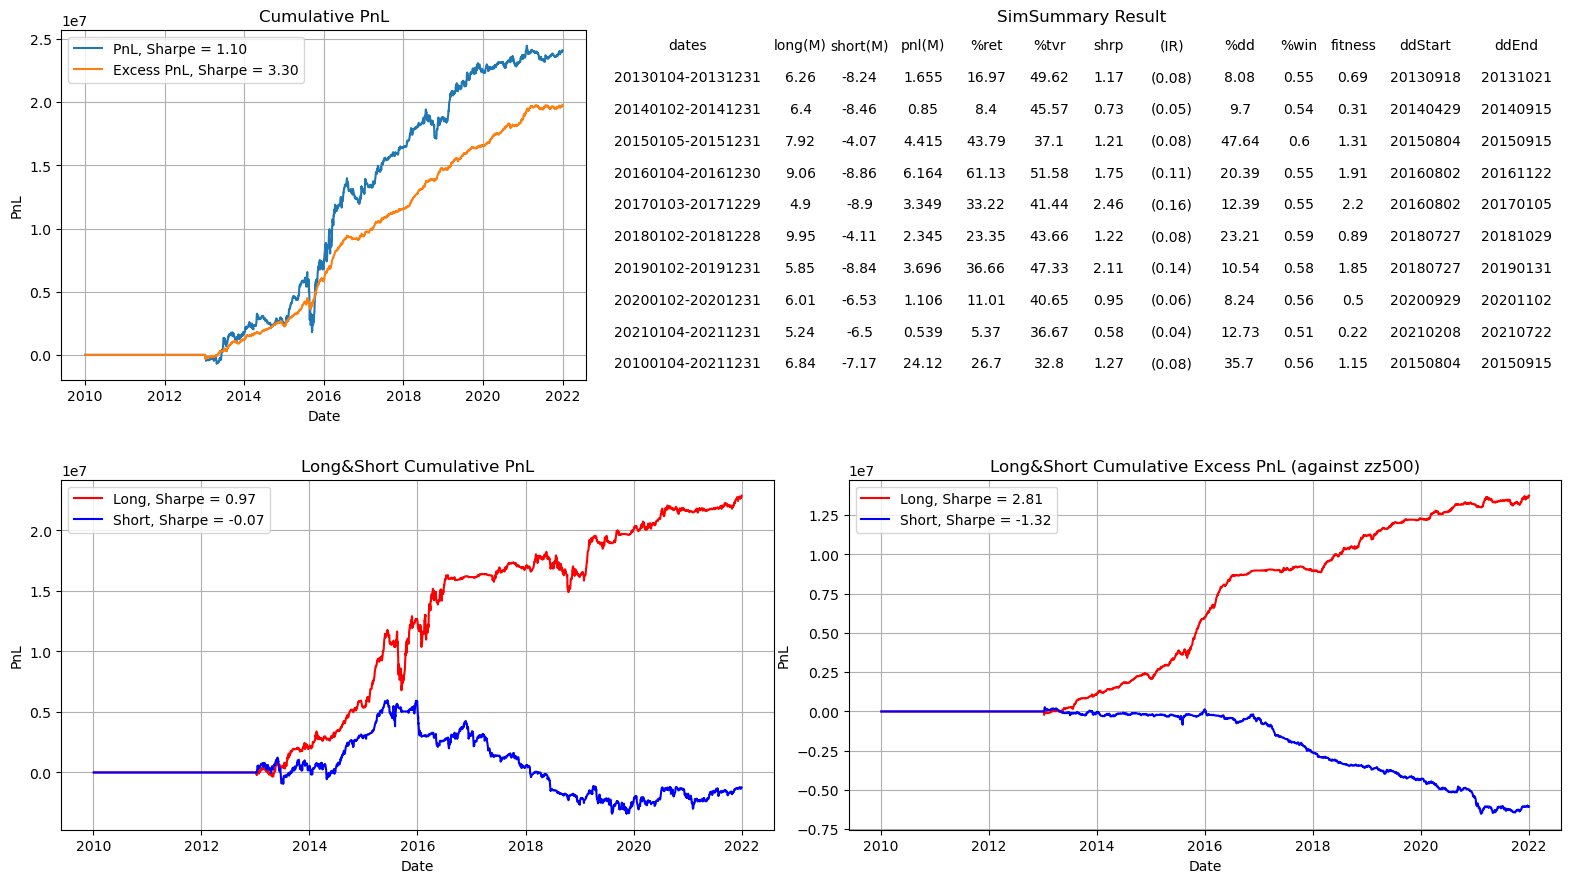 Cumulative PnL
1e7
PnL, Sharpe = 1.10
Excess PnL, Sharpe = 3.30
2.5
2.0
1.5
1.0
0.5
0.0
PnL
2010 2012 2014 2016 2018 2020 2022
Date
SimSummary Result
dates long(M) short(M) pnl(M) %ret %tvr shrp (IR) %dd %win fitness ddStart ddEnd
20130104-20131231 6.26 -8.24 1.655 16.97 49.62 1.17 (0.08) 8.08 0.55 0.69 20130918 20131021
20140102-20141231 6.4 -8.46 0.85 8.4 45.57 0.73 (0.05) 9.7 0.54 0.31 20140429 20140915
20150105-20151231 7.92 -4.07 4.415 43.79 37.1 1.21 (0.08) 47.64 0.6 1.31 20150804 20150915
20160104-20161230 9.06 -8.86 6.164 61.13 51.58 1.75 (0.11) 20.39 0.55 1.91 20160802 20161122
20170103-20171229 4.9 -8.9 3.349 33.22 41.44 2.46 (0.16) 12.39 0.55 2.2 20160802 20170105
20180102-20181228 9.95 -4.11 2.345 23.35 43.66 1.22 (0.08) 23.21 0.59 0.89 20180727 20181029
20190102-20191231 5.85 -8.84 3.696 36.66 47.33 2.11 (0.14) 10.54 0.58 1.85 20180727 20190131
20200102-20201231 6.01 -6.53 1.106 11.01 40.65 0.95 (0.06) 8.24 0.56 0.5 20200929 20201102
20210104-20211231 5.24 -6.5 0.539 5.37 36.67 0.58 (0.04) 12.73 0.51 0.22 20210208 20210722
20100104-20211231 6.84 -7.17 24.12 26.7 32.8 1.27 (0.08) 35.7 0.56 1.15 20150804 20150915
Long&Short Cumulative PnL
1e7
Long, Sharpe = 0.97
Short, Sharpe = -0.07
2.0
1.5
1.0
0.5
0.0
PnL
2010 2012 2014 2016 2018 2020 2022
Date
Long&Short Cumulative Excess PnL (against zz500)
1e7
Long, Sharpe = 2.81
Short, Sharpe = -1.32
1.25
1.00
0.75
0.50
0.25
0.00
−0.25
−0.50
−0.75
PnL
2010 2012 2014 2016 2018 2020 2022
Date